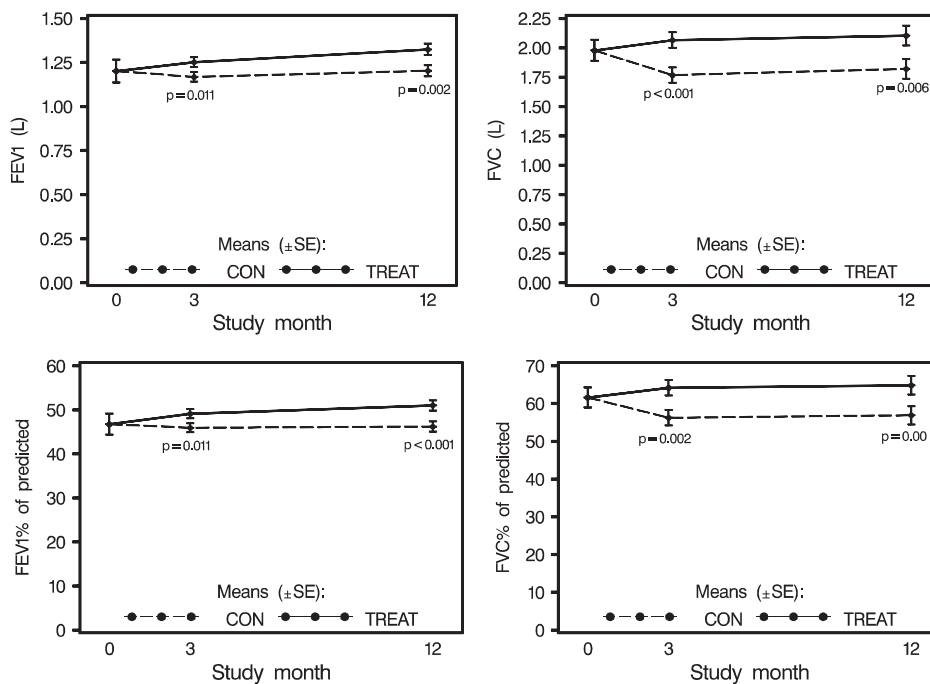 1.50
1.25
1.00
0.75
0.50
0.25
0.00
FEV1 (L)
p=0.011
p=0.002
Means (±SE):
CON TREAT
0 3 12
Study month
2.25
2.00
1.75
1.50
1.25
1.00
0.75
0.50
0.25
0.00
FVC (L)
p<0.001
p=0.006
Means (±SE):
CON TREAT
0 3 12
Study month
60
50
40
30
20
10
0
FEV1% of predicted
p=0.011
p<0.001
Means (±SE):
CON TREAT
0 3 12
Study month
70
60
50
40
30
20
10
0
FVC% of predicted
p=0.002
p=0.00
Means (±SE):
CON TREAT
0 3 12
Study month